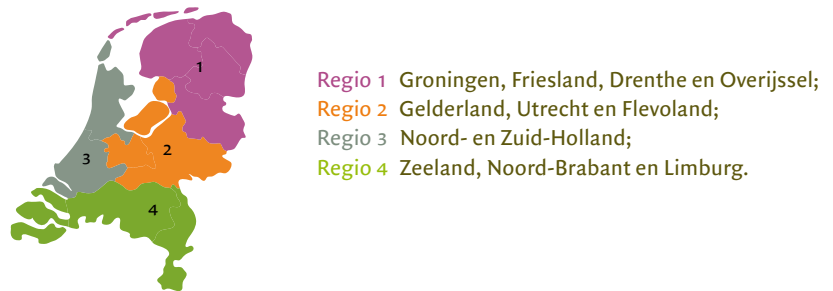 1
2
3
4
Regio 1 Groningen, Friesland, Drenthe en Overijssel;
Regio 2 Gelderland, Utrecht en Flevoland;
Regio 3 Noord- en Zuid-Holland;
Regio 4 Zeeland, Noord-Brabant en Limburg.